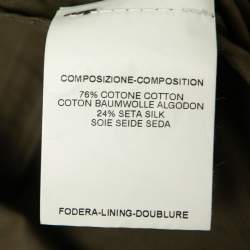 COMPOSIZIONE-COMPOSITION
76% COTONE COTTON
COTON BAUMWOLLE ALGODON
24% SETA SILK
SOIE SEIDE SEDA
FODERA-LINING-DOUBLURE